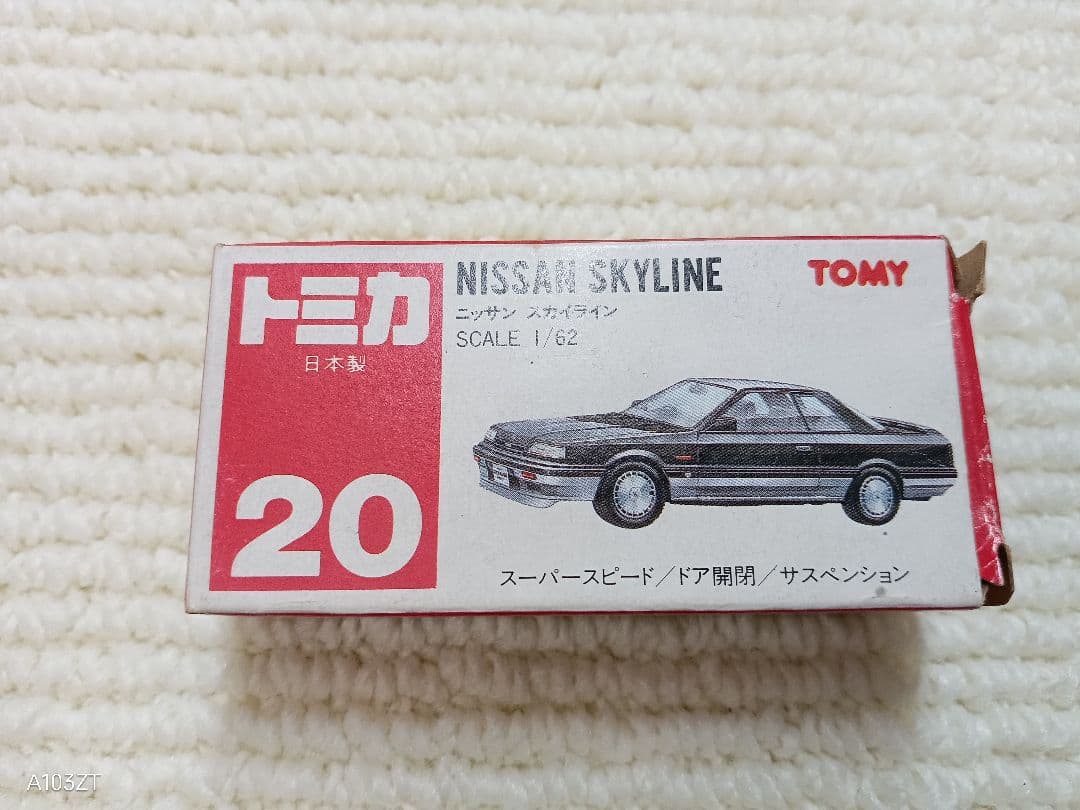 トミカ
日本製
20
NISSAN SKYLINE
ニッサン スカイライン
SCALE 1/62
TOMY
スーパースピード/ドア開閉/サスペンション
A103ZT